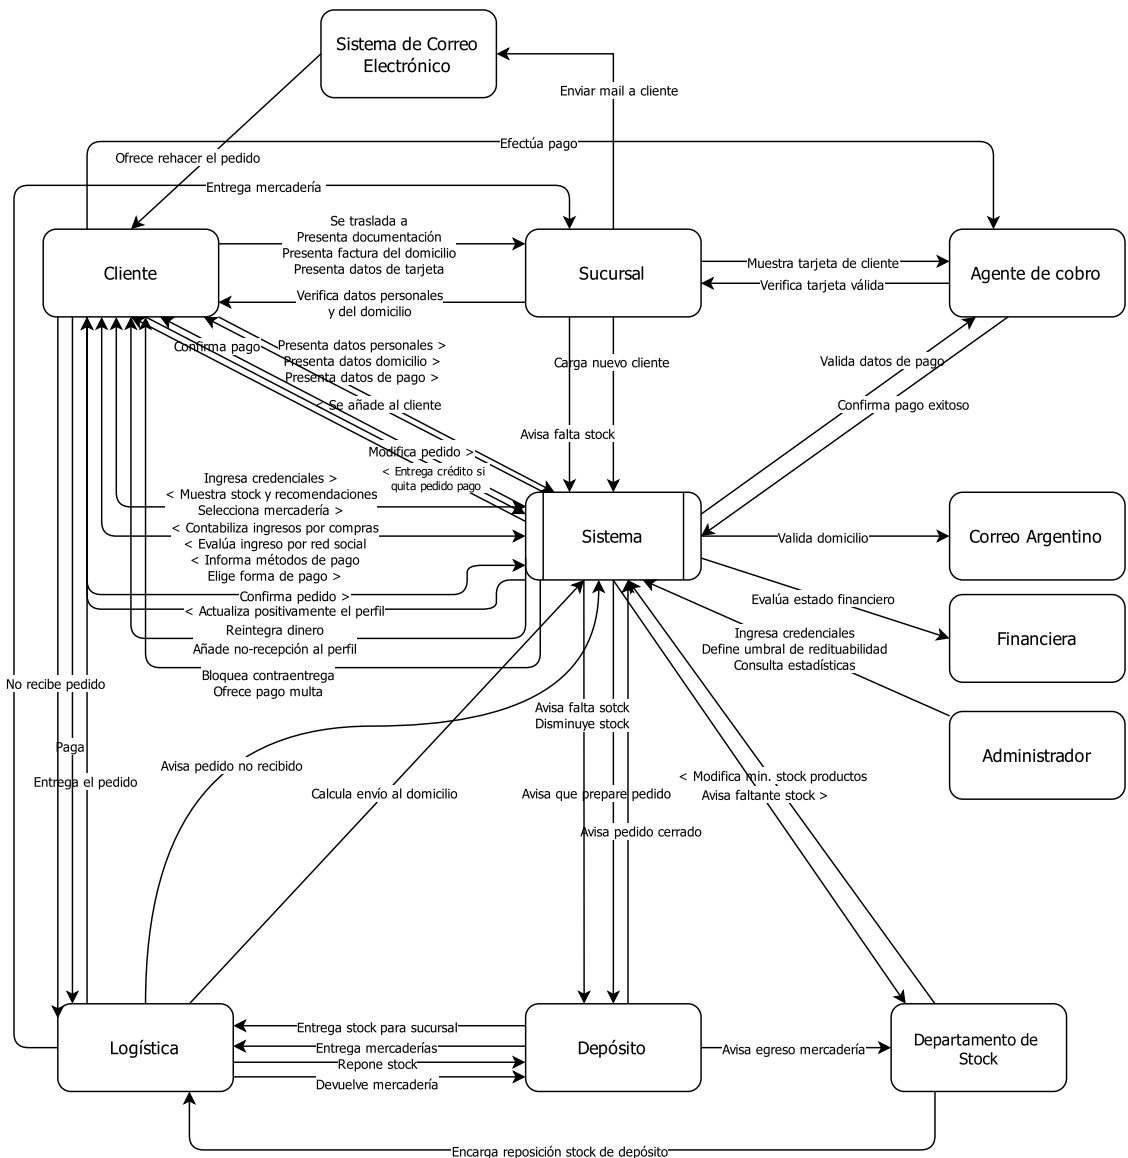 Sistema de Correo
Electrónico
Enviar mail a cliente
Efectúa pago
Ofrece rehacer el pedido
Entrega mercadería
Se traslada a
Presenta documentación
Presenta factura del domicilio
Presenta datos de tarjeta
Cliente
Sucursal
Muestra tarjeta de cliente
Verifica tarjeta válida
Agente de cobro
Verifica datos personales
y del domicilio
Confirma pago
Presenta datos personales >
Presenta datos domicilio >
Presenta datos de pago >
Carga nuevo cliente
Valida datos de pago
< Se añade al cliente
Confirma pago exitoso
Avisa falta stock
Modifica pedido >
< Entrega crédito si
quita pedido pago
Ingresa credenciales >
< Muestra stock y recomendaciones
Selecciona mercadería >
< Contabiliza ingresos por compras
< Evalúa ingreso por red social
< Informa métodos de pago
Elige forma de pago >
Sistema
Valida domicilio
Correo Argentino
Confirma pedido >
< Actualiza positivamente el perfil
Evalúa estado financiero
Reintegra dinero
Añade no-recepción al perfil
Ingresa credenciales
Define umbral de redituabilidad
Consulta estadísticas
Financiera
Bloquea contraentrega
Ofrece pago multa
No recibe pedido
Avisa falta sotck
Disminuye stock
Paga
Administrador
Avisa pedido no recibido
Entrega el pedido
< Modifica min. stock productos
Avisa faltante stock >
Calcula envío al domicilio
Avisa que prepare pedido
Avisa pedido cerrado
Entrega stock para sucursal
Logística
Entrega mercaderías
Repone stock
Devuelve mercadería
Depósito
Avisa egreso mercadería
Departamento de
Stock
Encarga reposición stock de depósito